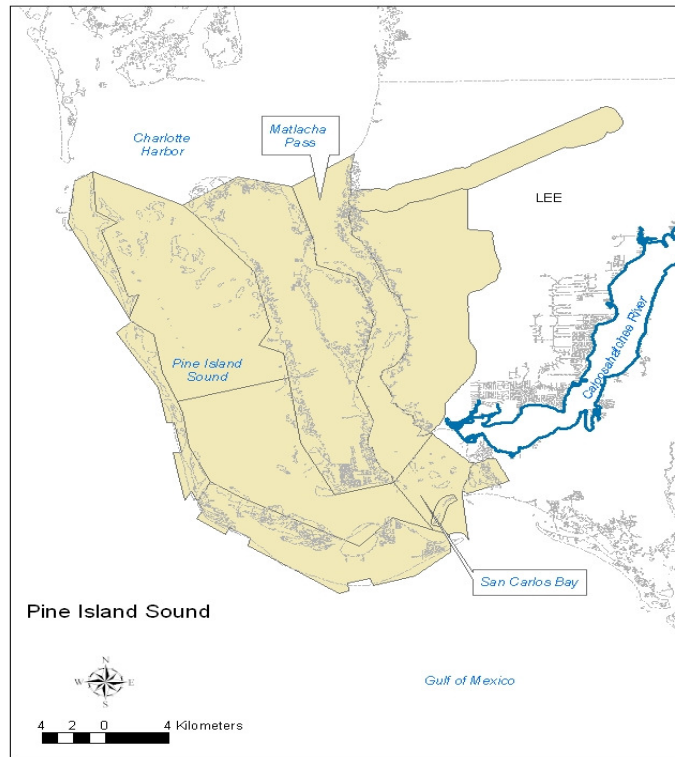 Charlotte
Harbor
Matlacha
Pass
LEE
Caloosahatchee River
Pine Island
Sound
San Carlos Bay
Pine Island Sound
N
W E
S
Gulf of Mexico
4 2 0 4 Kilometers